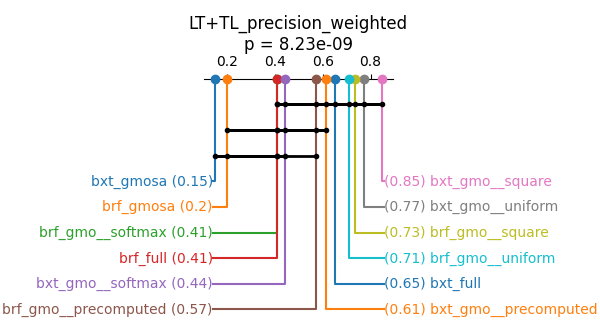 LT+TL_precision_weighted
p = 8.23e-09
0.2 0.4 0.6 0.8
bxt_gmosa (0.15) (0.85) bxt_gmo__square
brf_gmosa (0.2) (0.77) bxt_gmo__uniform
brf_gmo__softmax (0.41) (0.73) brf_gmo__square
brf_full (0.41) (0.71) brf_gmo__uniform
bxt_gmo__softmax (0.44) (0.65) bxt_full
brf_gmo__precomputed (0.57) (0.61) bxt_gmo__precomputed